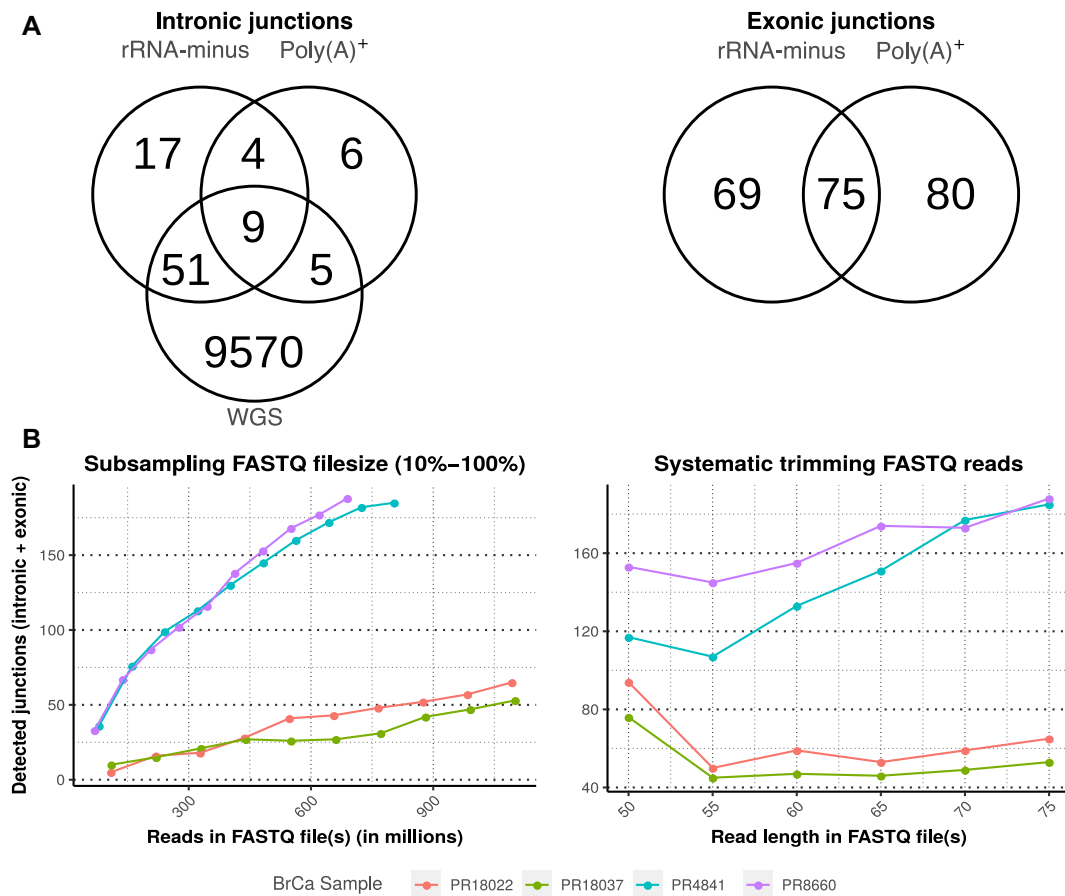 A
Intronic junctions
rRNA-minus Poly(A)+
17 4 6
9
51 5
9570
WGS
Exonic junctions
rRNA-minus Poly(A)+
69 75 80
B
Subsampling FASTQ filesize (10%−100%)
Detected junctions (intronic + exonic)
150
100
50
0
300 600 900
Reads in FASTQ file(s) (in millions)
Systematic trimming FASTQ reads
160
120
80
40
50 55 60 65 70 75
Read length in FASTQ file(s)
BrCa Sample PR18022 PR18037 PR4841 PR8660